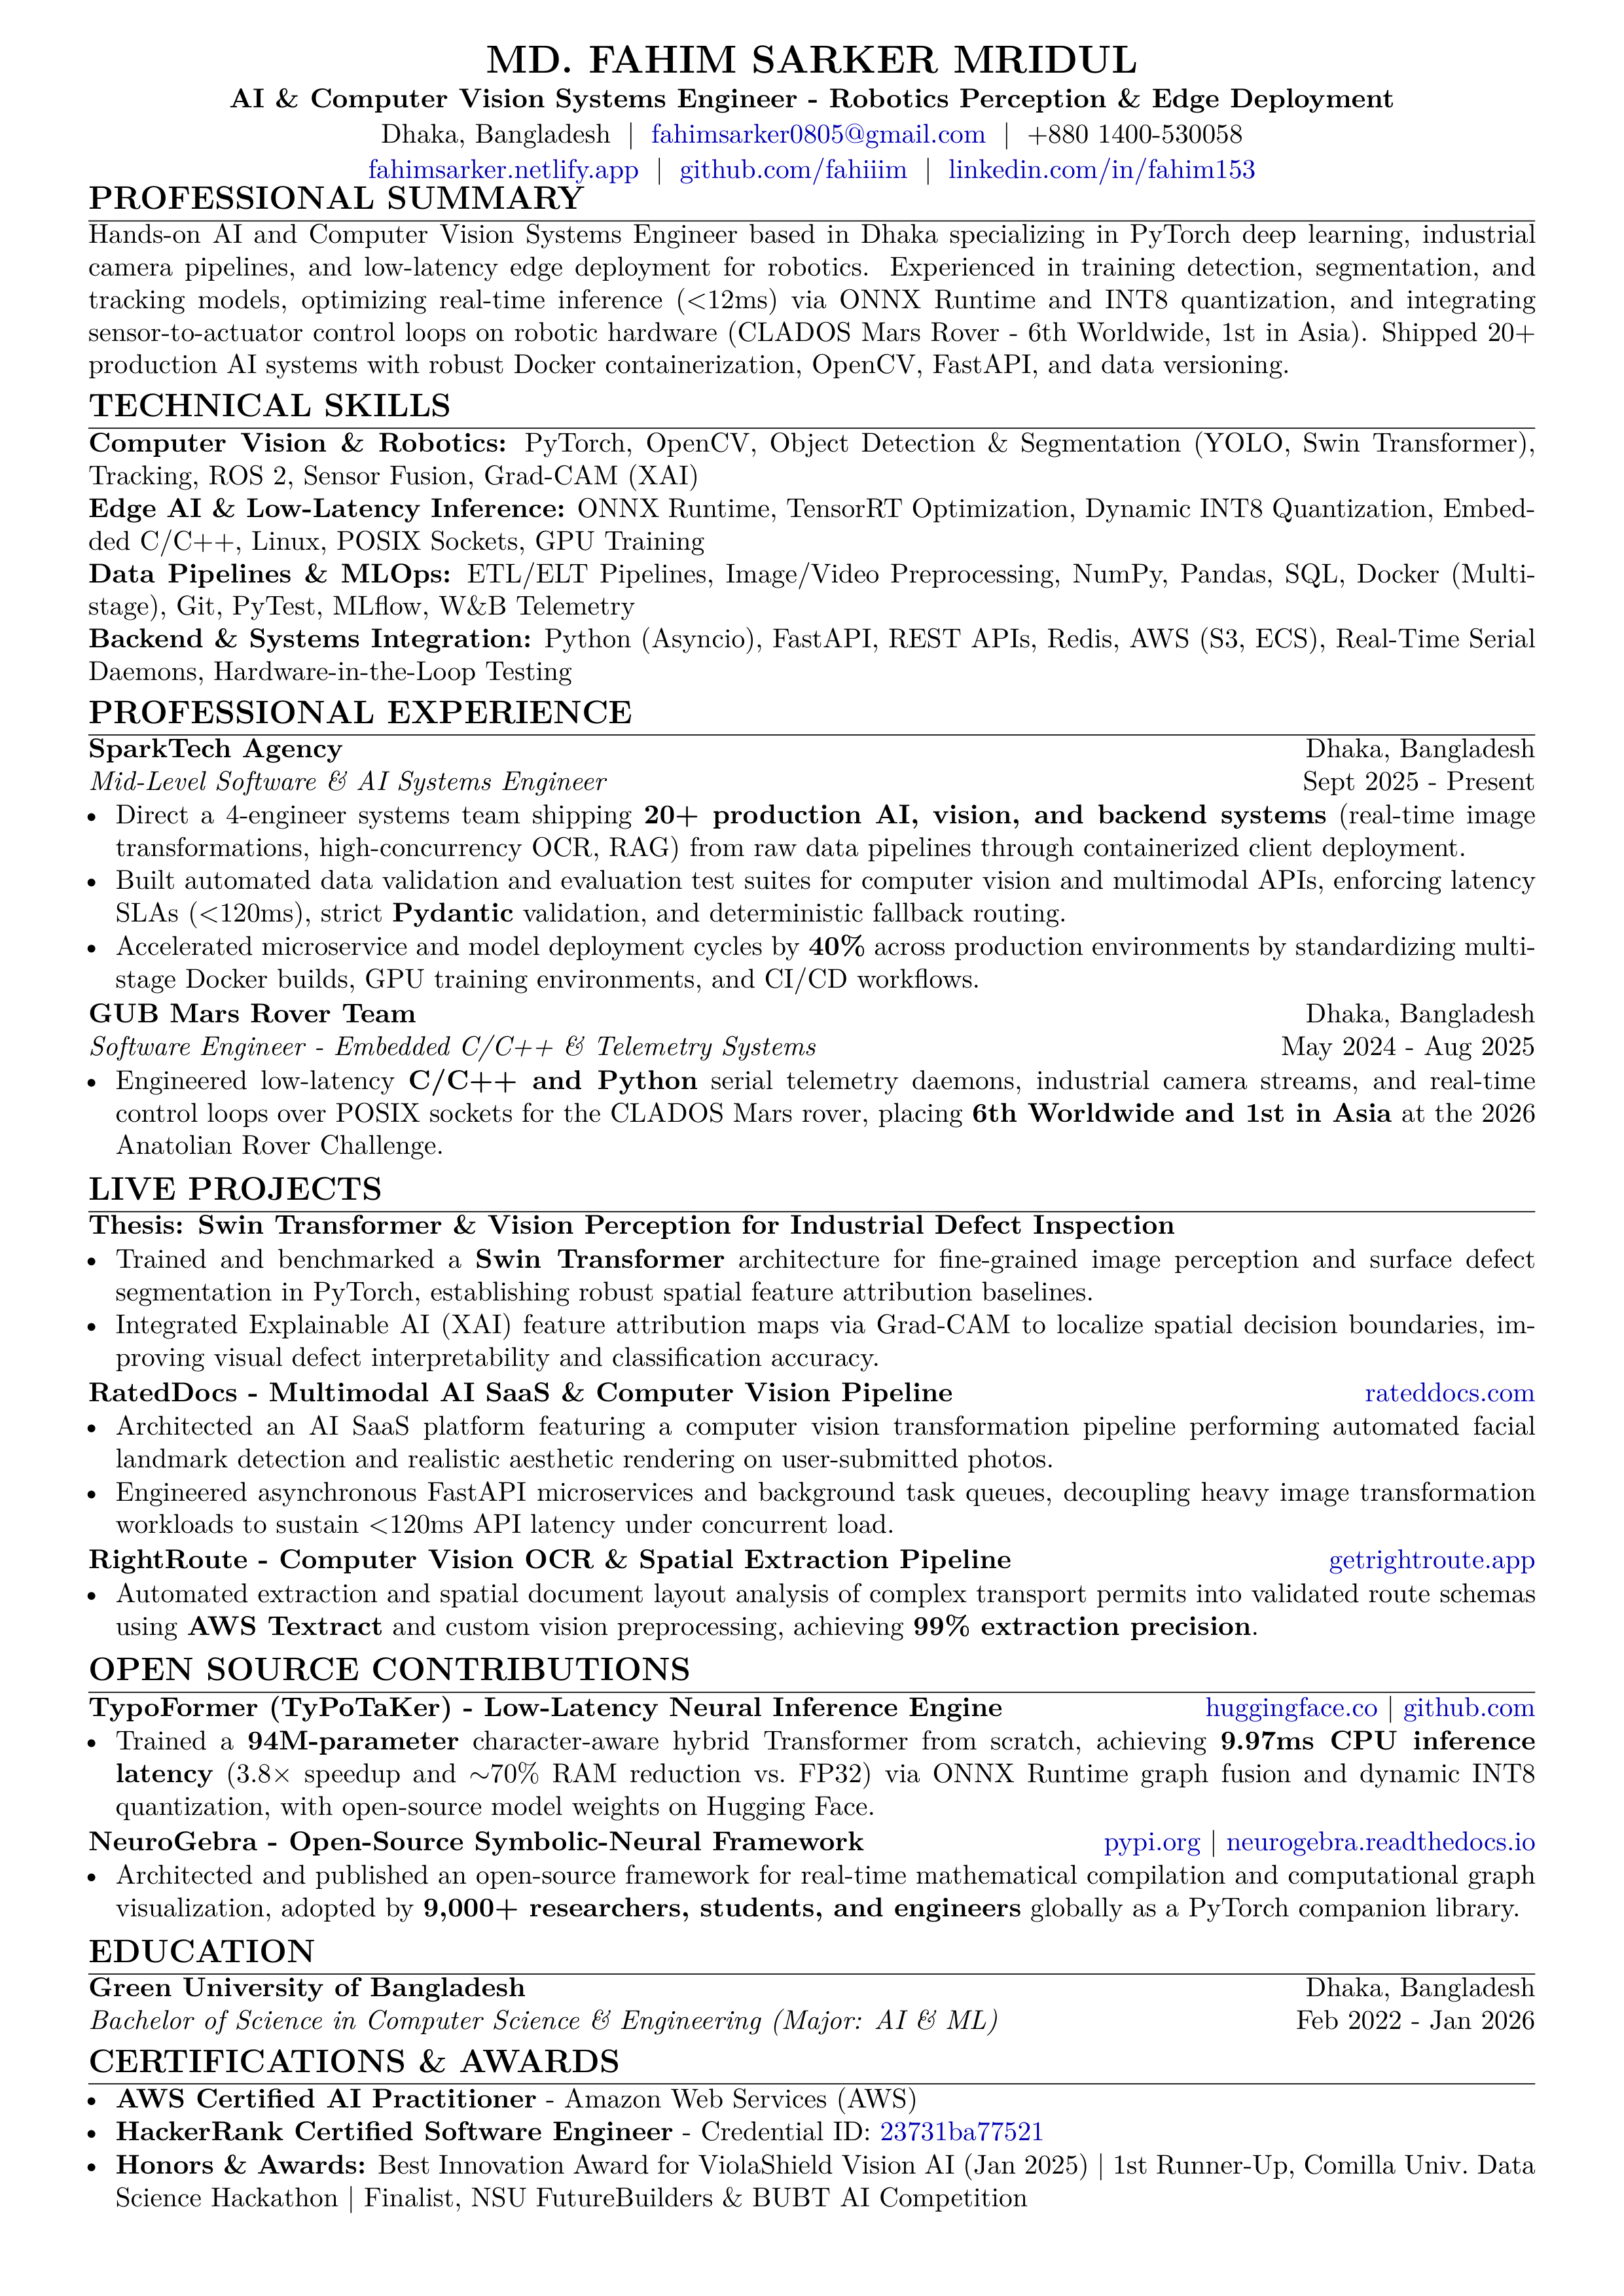 MD. FAHIM SARKER MRIDUL
AI & Computer Vision Systems Engineer - Robotics Perception & Edge Deployment
Dhaka, Bangladesh | fahimsarker0805@gmail.com | +880 1400-530058
fahimsarker.netlify.app | github.com/fahiiim | linkedin.com/in/fahim153
PROFESSIONAL SUMMARY
Hands-on AI and Computer Vision Systems Engineer based in Dhaka specializing in PyTorch deep learning, industrial
camera pipelines, and low-latency edge deployment for robotics. Experienced in training detection, segmentation, and
tracking models, optimizing real-time inference (<12ms) via ONNX Runtime and INT8 quantization, and integrating
sensor-to-actuator control loops on robotic hardware (CLADOS Mars Rover - 6th Worldwide, 1st in Asia). Shipped 20+
production AI systems with robust Docker containerization, OpenCV, FastAPI, and data versioning.
TECHNICAL SKILLS
Computer Vision & Robotics: PyTorch, OpenCV, Object Detection & Segmentation (YOLO, Swin Transformer),
Tracking, ROS 2, Sensor Fusion, Grad-CAM (XAI)
Edge AI & Low-Latency Inference: ONNX Runtime, TensorRT Optimization, Dynamic INT8 Quantization, Embed-
ded C/C++, Linux, POSIX Sockets, GPU Training
Data Pipelines & MLOps: ETL/ELT Pipelines, Image/Video Preprocessing, NumPy, Pandas, SQL, Docker (Multi-
stage), Git, PyTest, MLflow, W&B Telemetry
Backend & Systems Integration: Python (Asyncio), FastAPI, REST APIs, Redis, AWS (S3, ECS), Real-Time Serial
Daemons, Hardware-in-the-Loop Testing
PROFESSIONAL EXPERIENCE
SparkTech Agency Dhaka, Bangladesh
Mid-Level Software & AI Systems Engineer Sept 2025 - Present
• Direct a 4-engineer systems team shipping 20+ production AI, vision, and backend systems (real-time image
transformations, high-concurrency OCR, RAG) from raw data pipelines through containerized client deployment.
• Built automated data validation and evaluation test suites for computer vision and multimodal APIs, enforcing latency
SLAs (<120ms), strict Pydantic validation, and deterministic fallback routing.
• Accelerated microservice and model deployment cycles by 40% across production environments by standardizing multi-
stage Docker builds, GPU training environments, and CI/CD workflows.
GUB Mars Rover Team Dhaka, Bangladesh
Software Engineer - Embedded C/C++ & Telemetry Systems May 2024 - Aug 2025
• Engineered low-latency C/C++ and Python serial telemetry daemons, industrial camera streams, and real-time
control loops over POSIX sockets for the CLADOS Mars rover, placing 6th Worldwide and 1st in Asia at the 2026
Anatolian Rover Challenge.
LIVE PROJECTS
Thesis: Swin Transformer & Vision Perception for Industrial Defect Inspection
• Trained and benchmarked a Swin Transformer architecture for fine-grained image perception and surface defect
segmentation in PyTorch, establishing robust spatial feature attribution baselines.
• Integrated Explainable AI (XAI) feature attribution maps via Grad-CAM to localize spatial decision boundaries, im-
proving visual defect interpretability and classification accuracy.
RatedDocs - Multimodal AI SaaS & Computer Vision Pipeline rateddocs.com
• Architected an AI SaaS platform featuring a computer vision transformation pipeline performing automated facial
landmark detection and realistic aesthetic rendering on user-submitted photos.
• Engineered asynchronous FastAPI microservices and background task queues, decoupling heavy image transformation
workloads to sustain <120ms API latency under concurrent load.
RightRoute - Computer Vision OCR & Spatial Extraction Pipeline getrightroute.app
• Automated extraction and spatial document layout analysis of complex transport permits into validated route schemas
using AWS Textract and custom vision preprocessing, achieving 99% extraction precision.
OPEN SOURCE CONTRIBUTIONS
TypoFormer (TyPoTaKer) - Low-Latency Neural Inference Engine huggingface.co | github.com
• Trained a 94M-parameter character-aware hybrid Transformer from scratch, achieving 9.97ms CPU inference
latency (3.8× speedup and ~70% RAM reduction vs. FP32) via ONNX Runtime graph fusion and dynamic INT8
quantization, with open-source model weights on Hugging Face.
NeuroGebra - Open-Source Symbolic-Neural Framework pypi.org | neurogebra.readthedocs.io
• Architected and published an open-source framework for real-time mathematical compilation and computational graph
visualization, adopted by 9,000+ researchers, students, and engineers globally as a PyTorch companion library.
EDUCATION
Green University of Bangladesh Dhaka, Bangladesh
Bachelor of Science in Computer Science & Engineering (Major: AI & ML) Feb 2022 - Jan 2026
CERTIFICATIONS & AWARDS
• AWS Certified AI Practitioner - Amazon Web Services (AWS)
• HackerRank Certified Software Engineer - Credential ID: 23731ba77521
• Honors & Awards: Best Innovation Award for ViolaShield Vision AI (Jan 2025) | 1st Runner-Up, Comilla Univ. Data
Science Hackathon | Finalist, NSU FutureBuilders & BUBT AI Competition